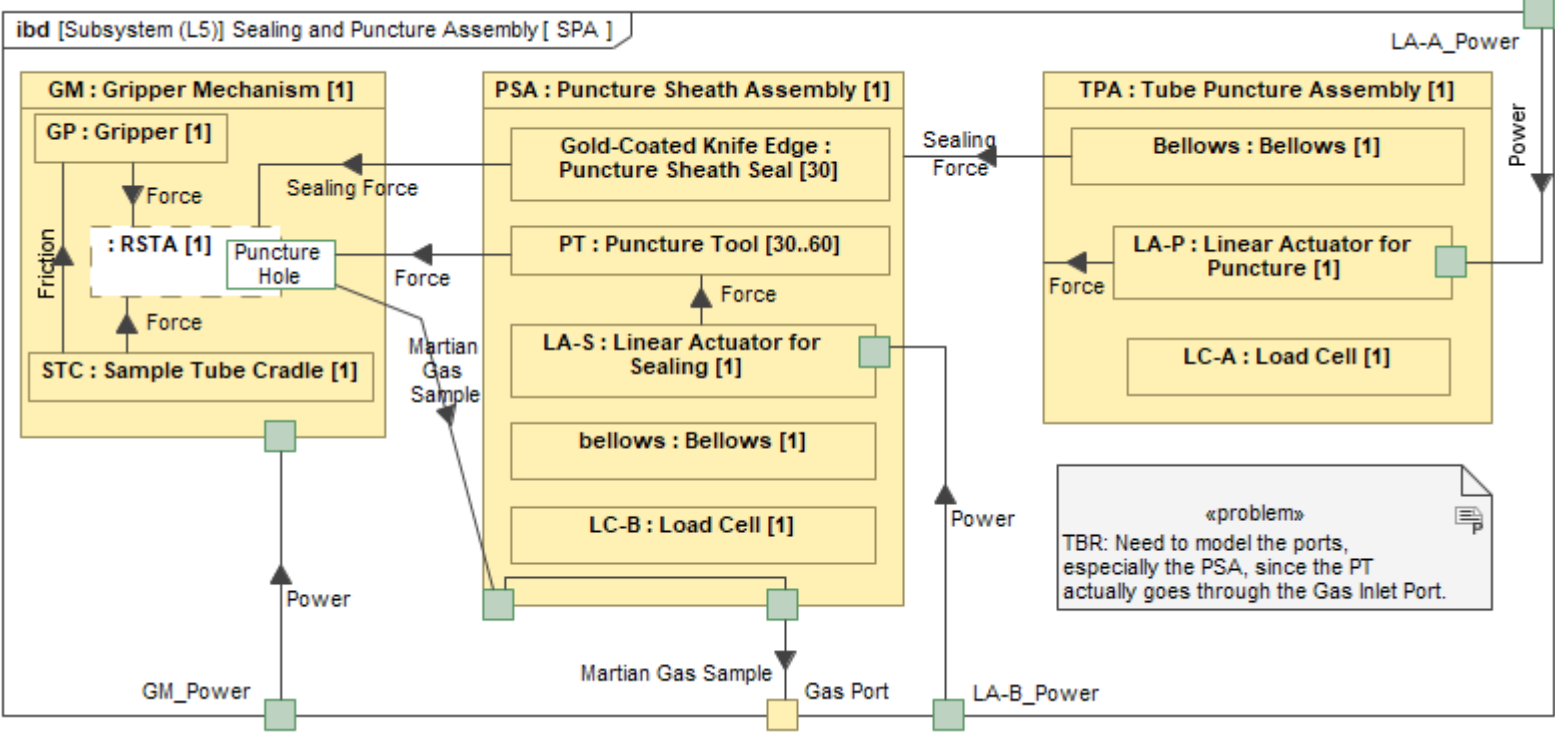 ibd [Subsystem (L5)] Sealing and Puncture Assembly [ SPA ]
LA-A_Power
Power
GM : Gripper Mechanism [1]
GP : Gripper [1]
Force
Friction
: RSTA [1]
Puncture
Hole
Force
STC : Sample Tube Cradle [1]
Sealing Force
Force
Martian
Gas
Sample
PSA : Puncture Sheath Assembly [1]
Gold-Coated Knife Edge :
Puncture Sheath Seal [30]
PT : Puncture Tool [30..60]
Force
LA-S : Linear Actuator for
Sealing [1]
bellows : Bellows [1]
LC-B : Load Cell [1]
Sealing
Force
TPA : Tube Puncture Assembly [1]
Bellows : Bellows [1]
LA-P : Linear Actuator for
Puncture [1]
Force
LC-A : Load Cell [1]
«problem»
P
TBR: Need to model the ports,
especially the PSA, since the PT
actually goes through the Gas Inlet Port.
Power
Power
Martian Gas Sample
GM_Power
Gas Port
LA-B_Power